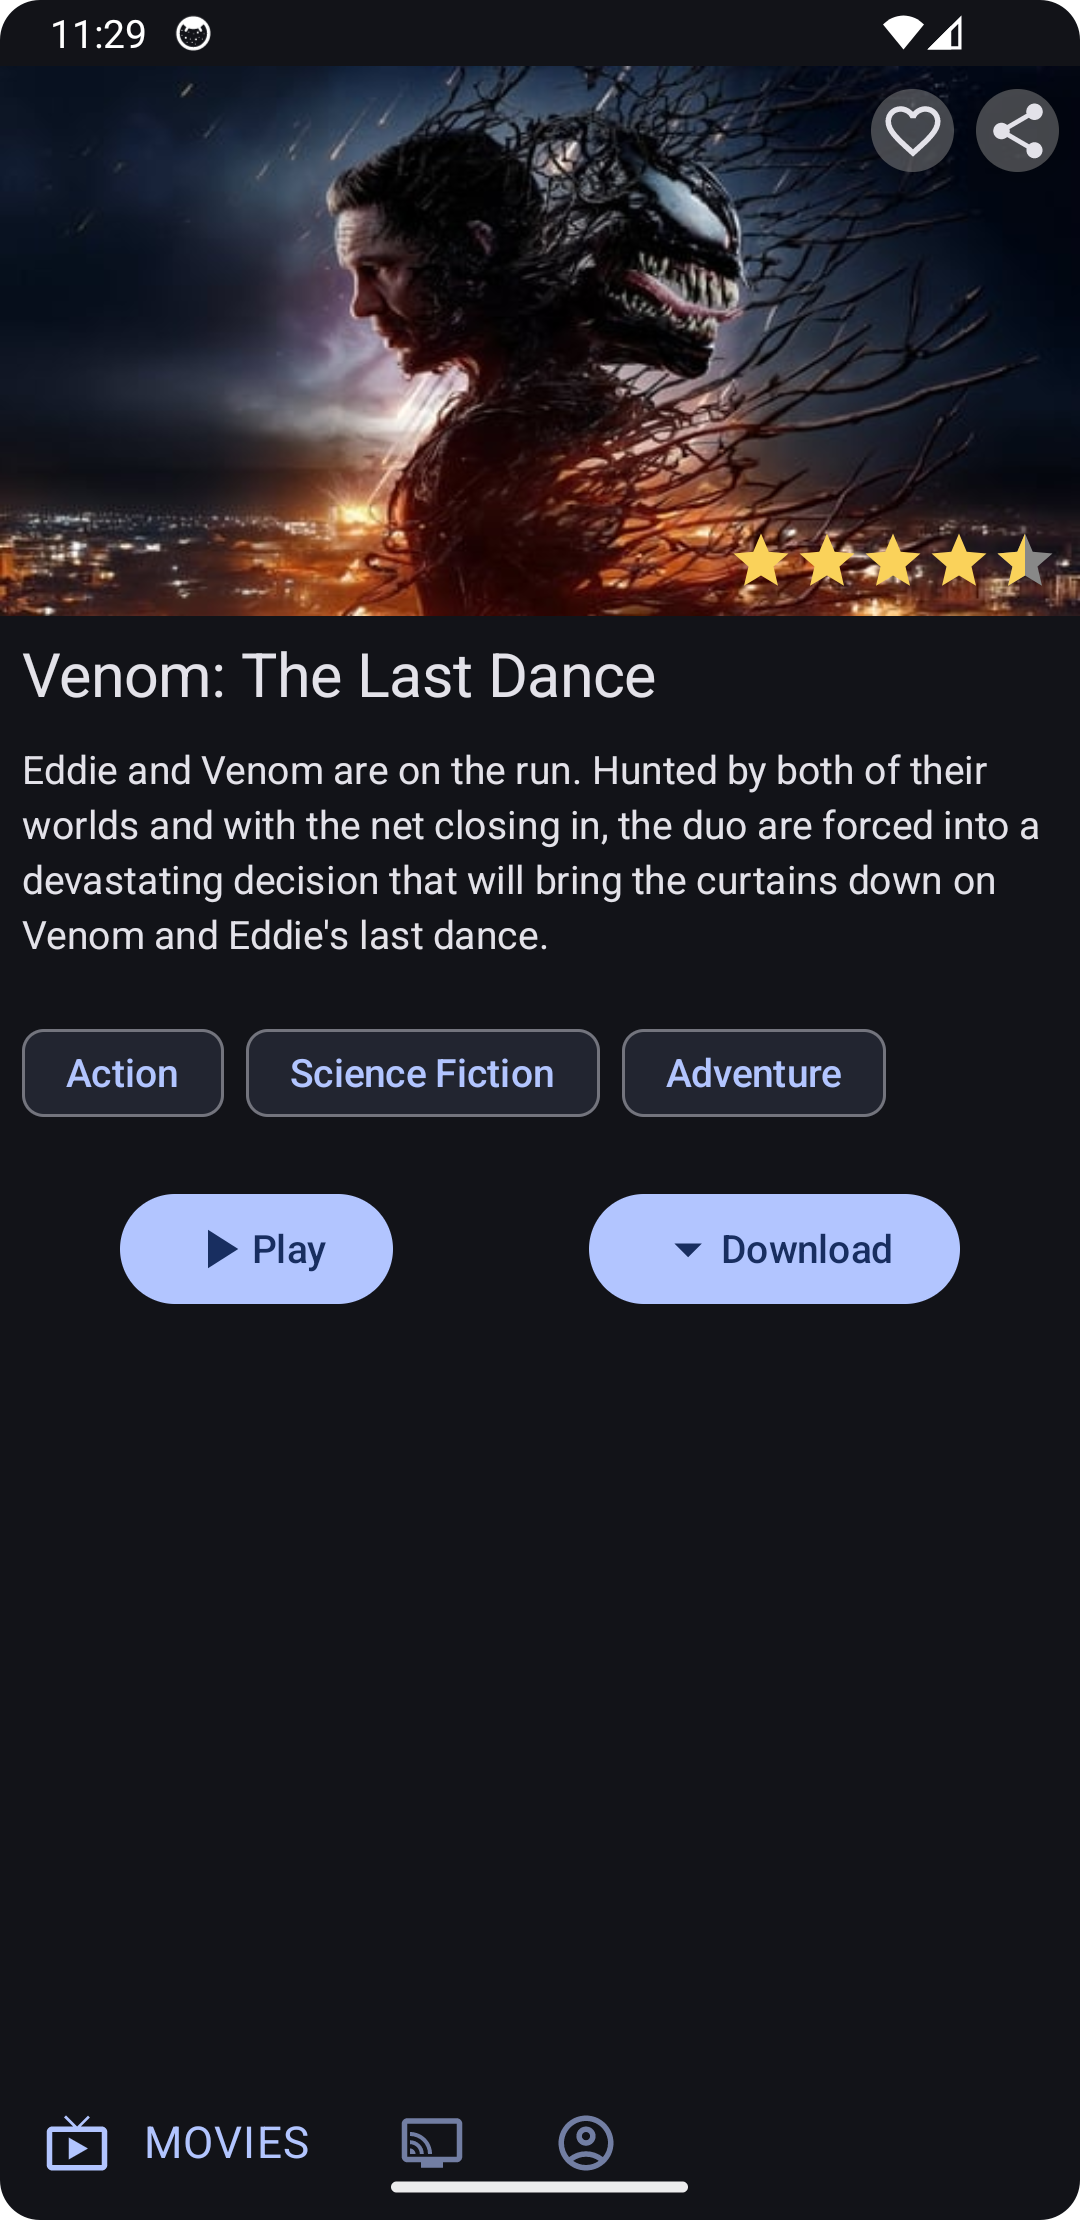 11:29
Venom: The Last Dance
Eddie and Venom are on the run. Hunted by both of their
worlds and with the net closing in, the duo are forced into a
devastating decision that will bring the curtains down on
Venom and Eddie's last dance.
Action
Science Fiction
Adventure
Play
Download
MOVIES